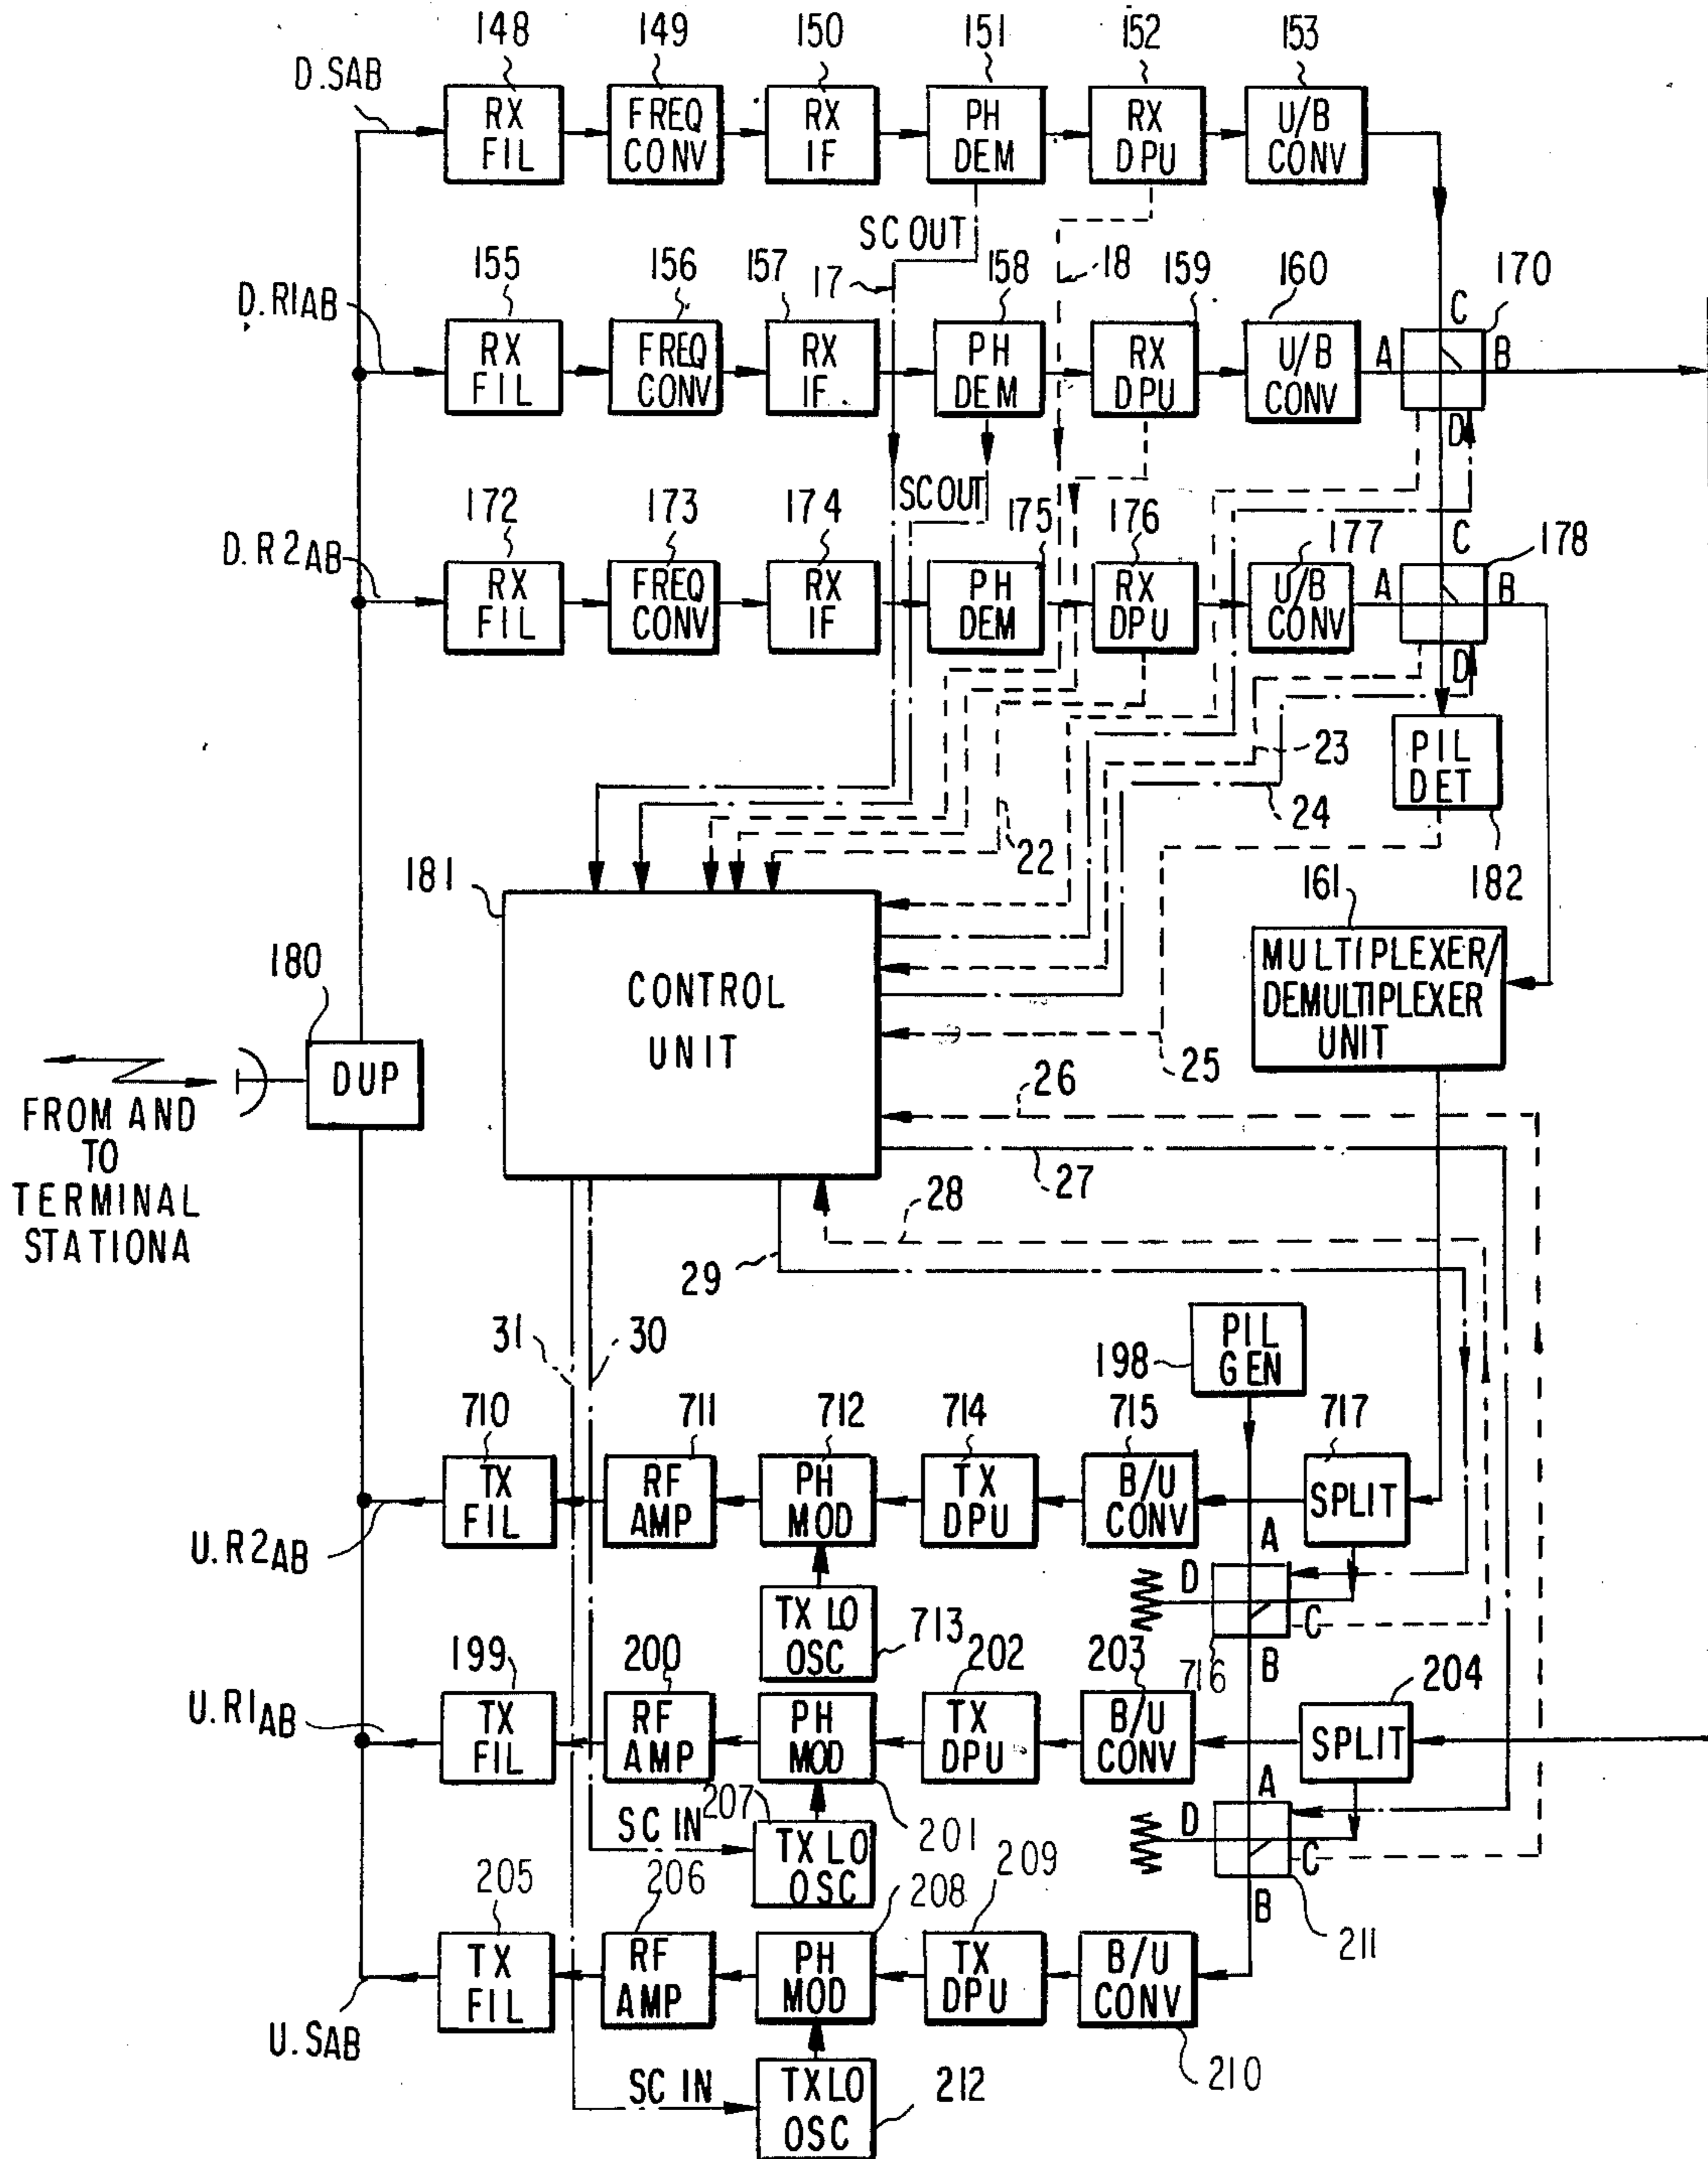 148 149 150 151 152 153
D.SAB
RX FIL
FREQ CONV
RX IF
PH DEM
RX DPU
U/B CONV
SC OUT
17
18
155 156 157 158 159 160 170
D.R1AB
RX FIL
FREQ CONV
RX IF
PH DEM
RX DPU
U/B CONV
A
C
B
D
SC OUT
172 173 174 175 176 177 178
D.R2AB
RX FIL
FREQ CONV
RX IF
PH DEM
RX DPU
U/B CONV
A
C
B
D
PIL DET
182
23
24
22
181
CONTROL
UNIT
161
MULTIPLEXER/
DEMULTIPLEXER
UNIT
180
DUP
FROM AND
TO
TERMINAL
STATIONA
25
26
27
28
29
31
30
198
PIL GEN
710 711 712 714 715 717
TX FIL
RF AMP
PH MOD
TX DPU
B/U CONV
SPLIT
U.R2AB
TX LO OSC
713
A
D
C
B
716
199 200 202 203 204
U.R1AB
TX FIL
RF AMP
PH MOD
TX DPU
B/U CONV
SPLIT
201
SC IN
207
TX LO OSC
A
D
C
B
211
205 206 208 209
TX FIL
RF AMP
PH MOD
TX DPU
B/U CONV
210
U.SAB
SC IN
TX LO OSC
212